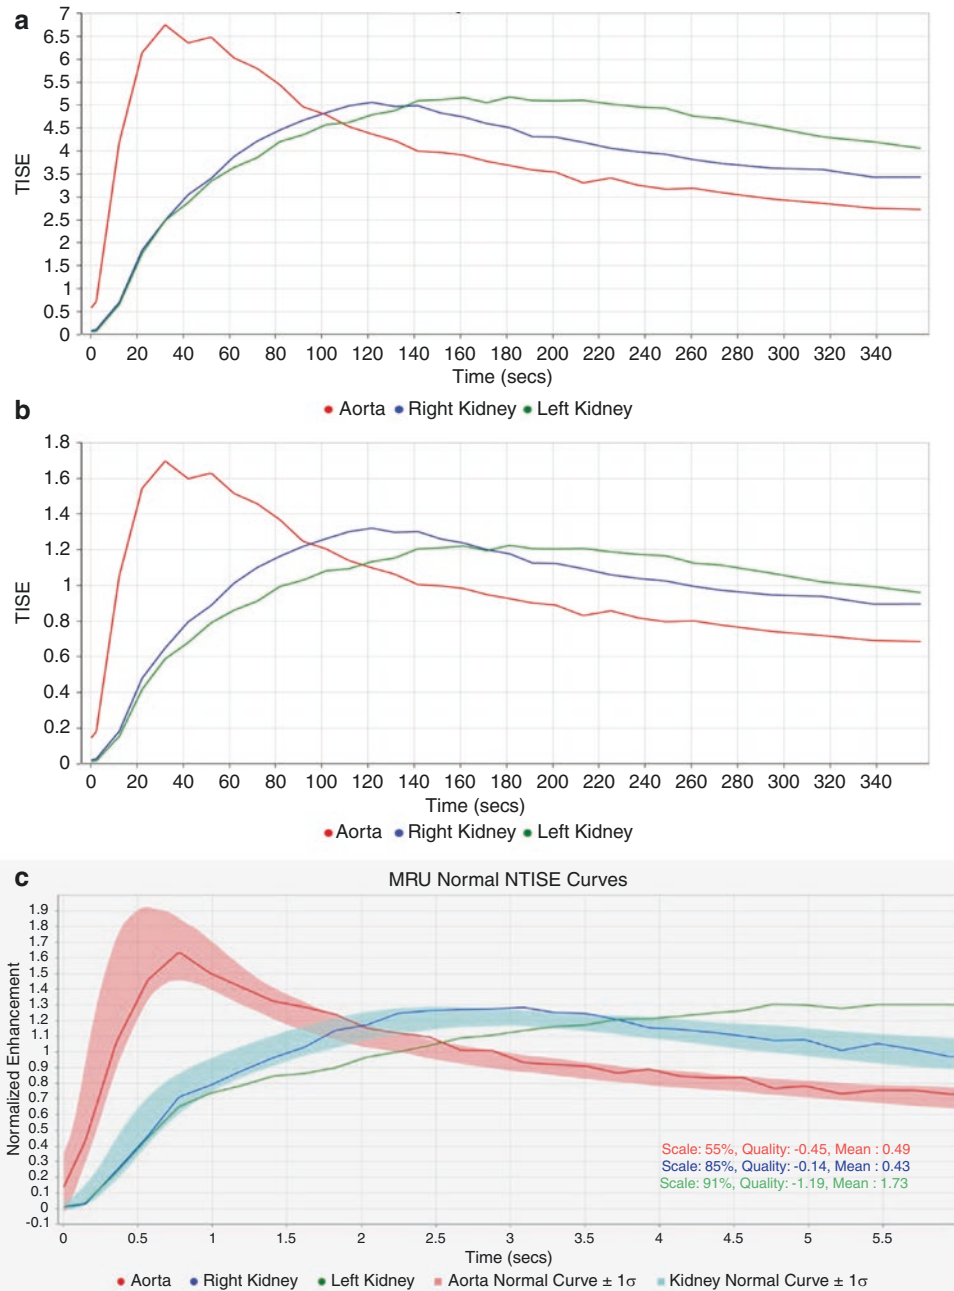 a
7
6.5
6
5.5
5
4.5
4
3.5
3
2.5
2
1.5
1
0.5
0
TISE
0 20 40 60 80 100 120 140 160 180 200 220 240 260 280 300 320 340
Time (secs)
Aorta Right Kidney Left Kidney
b
1.8
1.6
1.4
1.2
1
0.8
0.6
0.4
0.2
0
TISE
0 20 40 60 80 100 120 140 160 180 200 220 240 260 280 300 320 340
Time (secs)
Aorta Right Kidney Left Kidney
c
MRU Normal NTISE Curves
1.9
1.8
1.7
1.6
1.5
1.4
1.3
1.2
1.1
1
0.9
0.8
0.7
0.6
0.5
0.4
0.3
0.2
0.1
0
-0.1
Normalized Enhancement
Scale: 55%, Quality: -0.45, Mean : 0.49
Scale: 85%, Quality: -0.14, Mean : 0.43
Scale: 91%, Quality: -1.19, Mean : 1.73
0 0.5 1 1.5 2 2.5 3 3.5 4 4.5 5 5.5
Time (secs)
Aorta Right Kidney Left Kidney Aorta Normal Curve ± 1σ Kidney Normal Curve ± 1σ